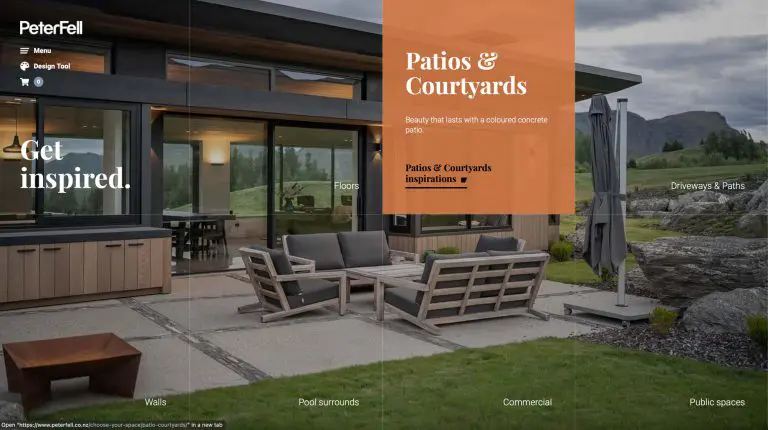 PeterFell
Menu
Design Tool
0
Get
inspired.
Floors
Patios &
Courtyards
Beauty that lasts with a coloured concrete
patio.
Patios & Courtyards
inspirations
Driveways & Paths
Walls
Pool surrounds
Commercial
Public spaces
Open "https://www.peterfell.co.nz/choose-your-space/patio-courtyards/" in a new tab